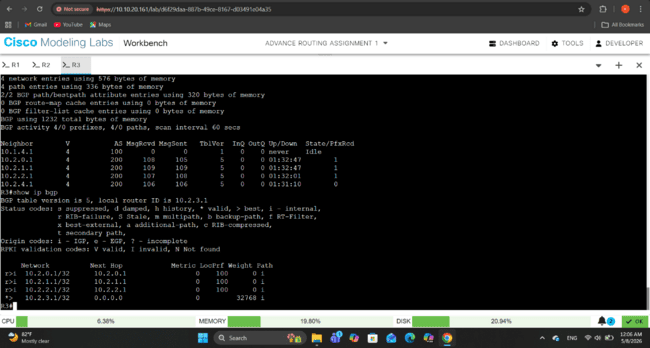 Not secure https://10.10.20.161/lab/d6f29daa-887b-49ce-8167-d03491e04a35
Gmail YouTube Maps All Bookmarks
Cisco Modeling Labs Workbench ADVANCE ROUTING ASSIGNMENT 1 DASHBOARD TOOLS DEVELOPER
>_ R1 >_ R2 >_ R3
4 network entries using 576 bytes of memory
4 path entries using 336 bytes of memory
2/2 BGP path/bestpath attribute entries using 320 bytes of memory
0 BGP route-map cache entries using 0 bytes of memory
0 BGP filter-list cache entries using 0 bytes of memory
BGP using 1232 total bytes of memory
BGP activity 4/0 prefixes, 4/0 paths, scan interval 60 secs
Neighbor V AS MsgRcvd MsgSent TblVer InQ OutQ Up/Down State/PfxRcd
10.1.4.1 4 100 0 0 1 0 0 never Idle
10.2.0.1 4 200 108 105 5 0 0 01:32:47 1
10.2.1.1 4 200 109 109 5 0 0 01:32:47 1
10.2.2.1 4 200 107 108 5 0 0 01:32:01 1
10.2.4.1 4 200 106 106 5 0 0 01:31:10 0
R3#show ip bgp
BGP table version is 5, local router ID is 10.2.3.1
Status codes: s suppressed, d damped, h history, * valid, > best, i - internal,
r RIB-failure, S Stale, m multipath, b backup-path, f RT-Filter,
x best-external, a additional-path, c RIB-compressed,
t secondary path,
Origin codes: i - IGP, e - EGP, ? - incomplete
RPKI validation codes: V valid, I invalid, N Not found
Network Next Hop Metric LocPrf Weight Path
r>i 10.2.0.1/32 10.2.0.1 0 100 0 i
r>i 10.2.1.1/32 10.2.1.1 0 100 0 i
r>i 10.2.2.1/32 10.2.2.1 0 100 0 i
*> 10.2.3.1/32 0.0.0.0 0 32768 i
R3#
CPU 6.38% MEMORY 19.80% DISK 20.94% 2 OK
82°F
Mostly clear
Search
ENG
12:06 AM
5/8/2026